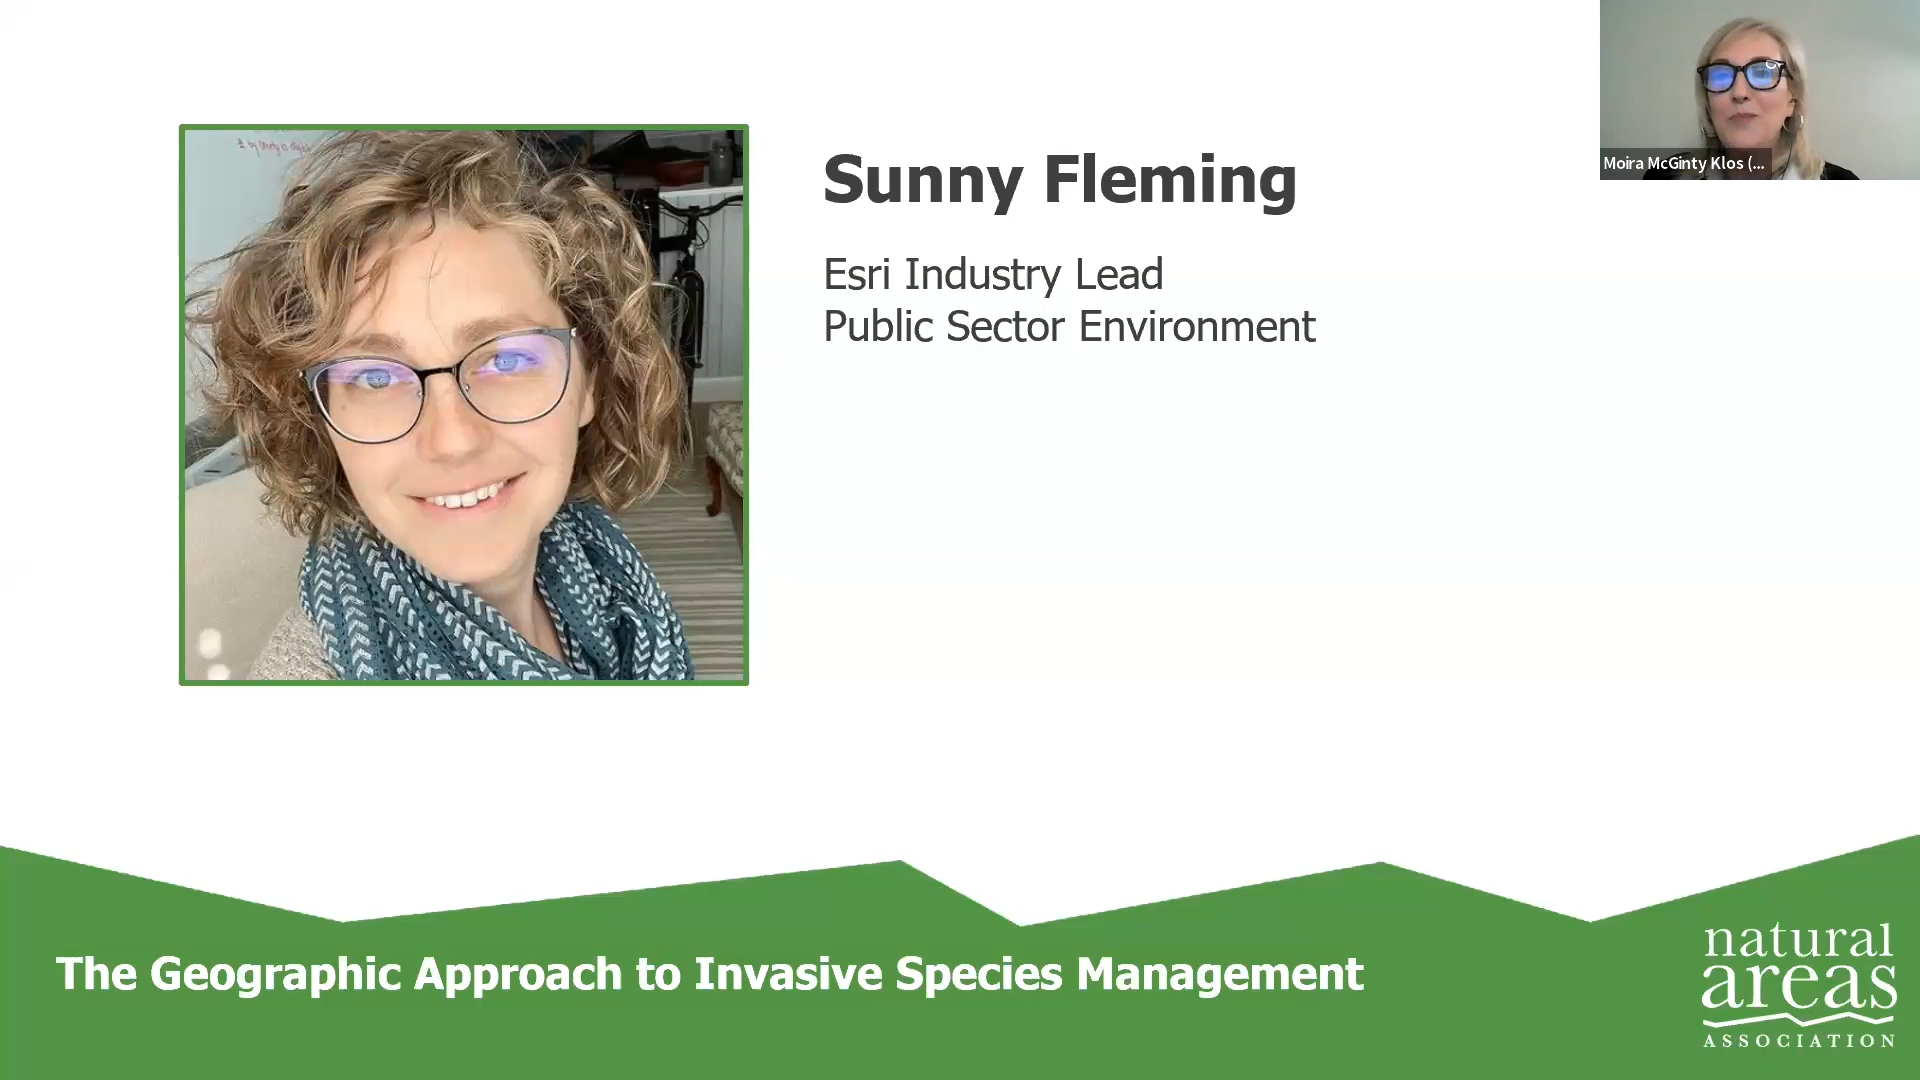 Sunny Fleming
Esri Industry Lead
Public Sector Environment
Moira McGinty Klos (...
The Geographic Approach to Invasive Species Management
natural
areas
ASSOCIATION